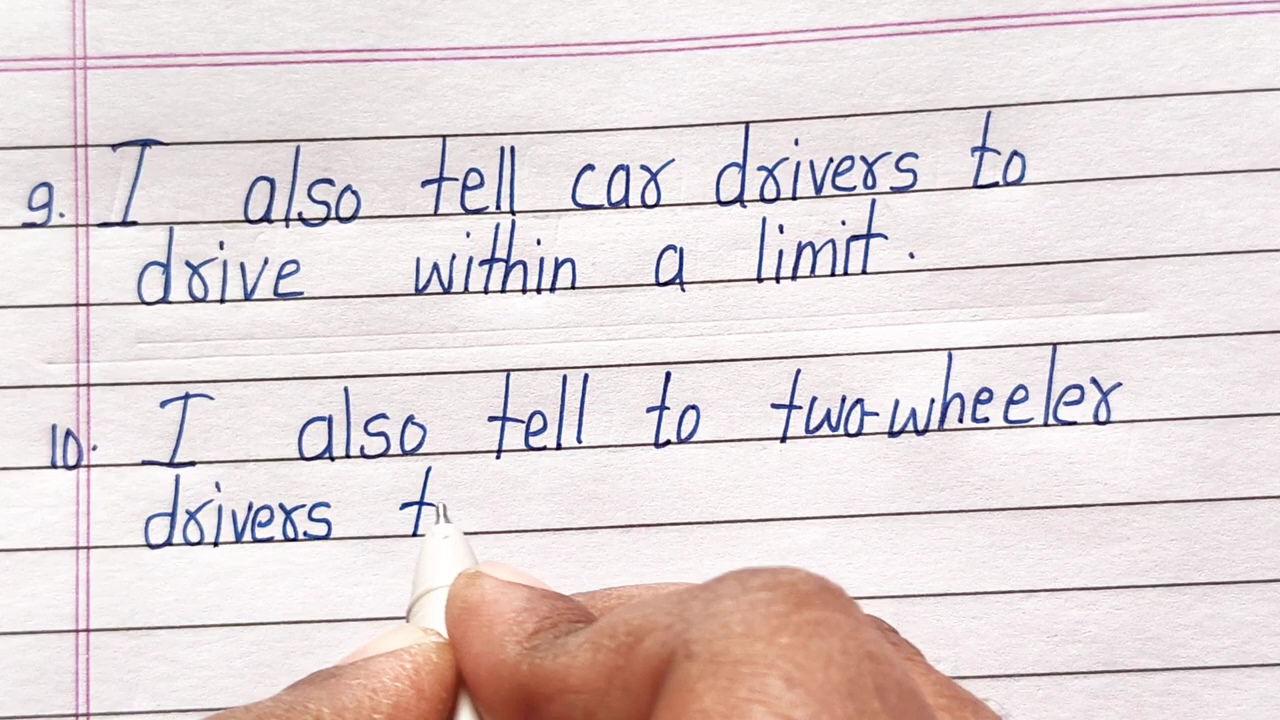 9. I also tell car drivers to
drive within a limit.
10. I also tell to two-wheeler
drivers t